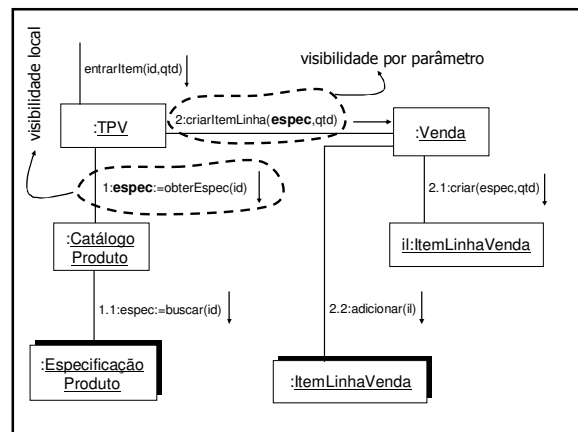 visibilidade local
entrarItem(id,qtd)
visibilidade por parâmetro
:TPV
2:criarItemLinha(espec,qtd)
:Venda
1:espec:=obterEspec(id)
2.1:criar(espec,qtd)
:Catálogo
Produto
il:ItemLinhaVenda
1.1:espec:=buscar(id)
2.2:adicionar(il)
:Especificação
Produto
:ItemLinhaVenda